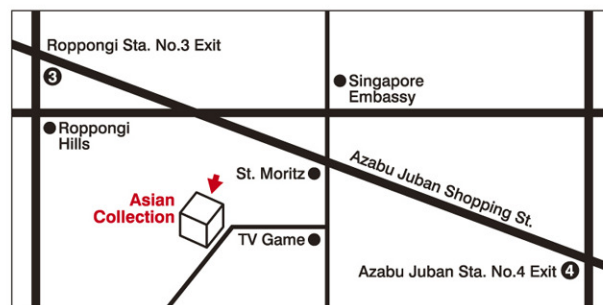 Roppongi Sta. No.3 Exit
3
Singapore
Embassy
Roppongi
Hills
St. Moritz
Azabu Juban Shopping St.
Asian
Collection
TV Game
Azabu Juban Sta. No.4 Exit 4